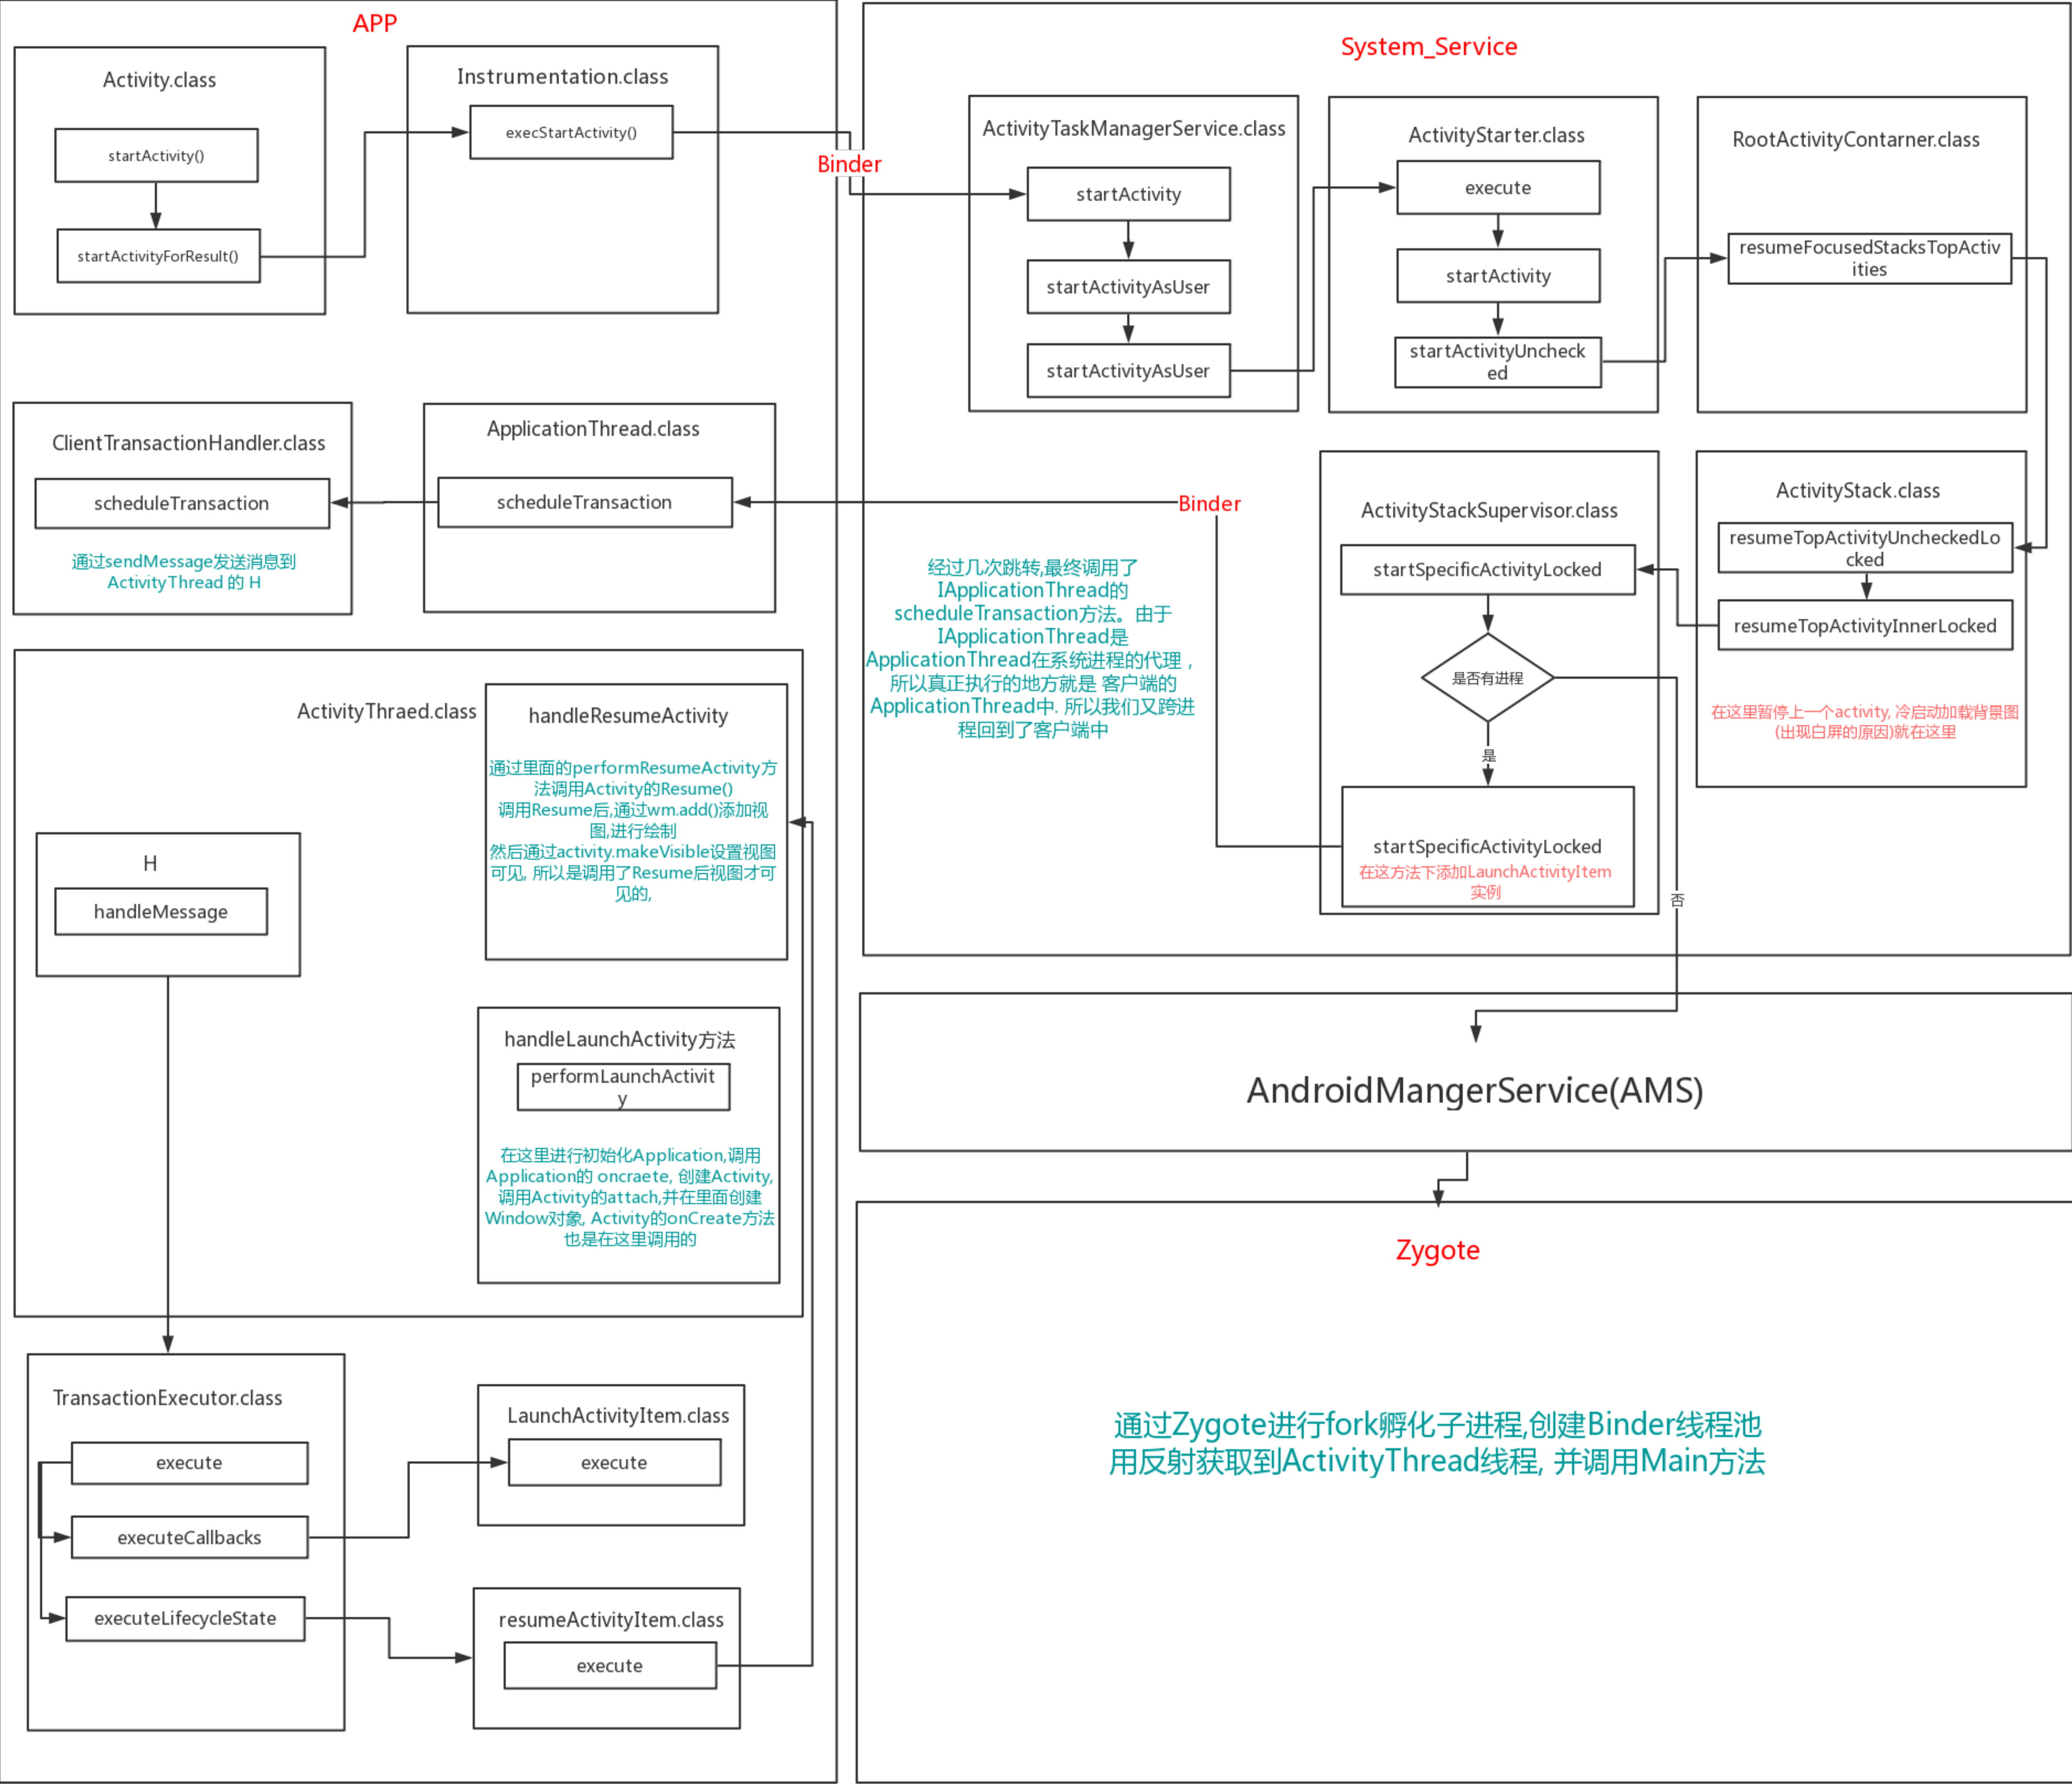 APP
Activity.class
startActivity()
startActivityForResult()
Instrumentation.class
execStartActivity()
Binder
System_Service
ActivityTaskManagerService.class
startActivity
startActivityAsUser
startActivityAsUser
ActivityStarter.class
execute
startActivity
startActivityUncheck
ed
RootActivityContarner.class
resumeFocusedStacksTopActiv
ities
ClientTransactionHandler.class
scheduleTransaction
通过sendMessage发送消息到
ActivityThread 的 H
ApplicationThread.class
scheduleTransaction
Binder
经过几次跳转,最终调用了
IApplicationThread的
scheduleTransaction方法。由于
IApplicationThread是
ApplicationThread在系统进程的代理，
所以真正执行的地方就是 客户端的
ApplicationThread中. 所以我们又跨进
程回到了客户端中
ActivityStackSupervisor.class
startSpecificActivityLocked
是否有进程
是
startSpecificActivityLocked
在这方法下添加LaunchActivityItem
实例
否
ActivityStack.class
resumeTopActivityUncheckedLo
cked
resumeTopActivityInnerLocked
在这里暂停上一个activity, 冷启动加载背景图
(出现白屏的原因)就在这里
ActivityThraed.class
handleResumeActivity
通过里面的performResumeActivity方
法调用Activity的Resume()
调用Resume后,通过wm.add()添加视
图,进行绘制
然后通过activity.makeVisible设置视图
可见, 所以是调用了Resume后视图才可
见的,
H
handleMessage
handleLaunchActivity方法
performLaunchActivit
y
在这里进行初始化Application,调用
Application的 oncraete, 创建Activity,
调用Activity的attach,并在里面创建
Window对象, Activity的onCreate方法
也是在这里调用的
AndroidMangerService(AMS)
Zygote
通过Zygote进行fork孵化子进程,创建Binder线程池
用反射获取到ActivityThread线程, 并调用Main方法
TransactionExecutor.class
execute
executeCallbacks
executeLifecycleState
LaunchActivityItem.class
execute
resumeActivityItem.class
execute